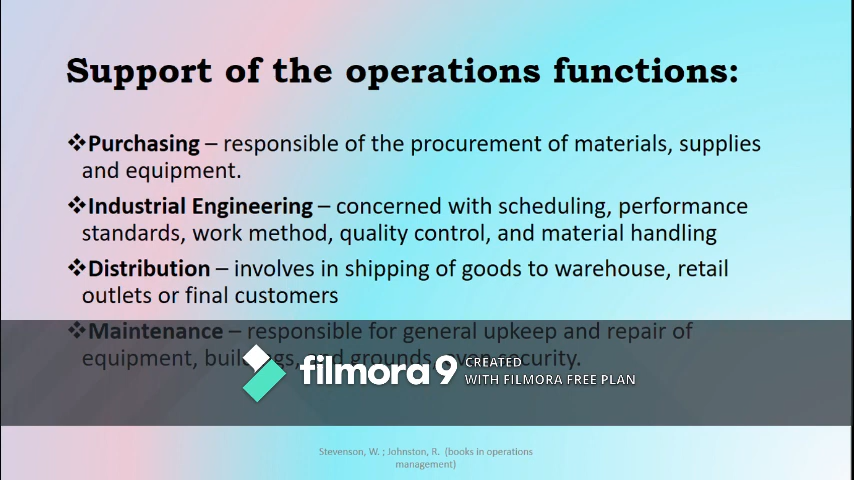 Support of the operations functions:
❖Purchasing – responsible of the procurement of materials, supplies
and equipment.
❖Industrial Engineering – concerned with scheduling, performance
standards, work method, quality control, and material handling
❖Distribution – involves in shipping of goods to warehouse, retail
outlets or final customers
❖Maintenance – responsible for general upkeep and repair of
equipment, grounds, security.
filmora9 CREATED
WITH FILMORA FREE PLAN
Stevenson, W. ; Johnston, R. (books in operations
management)